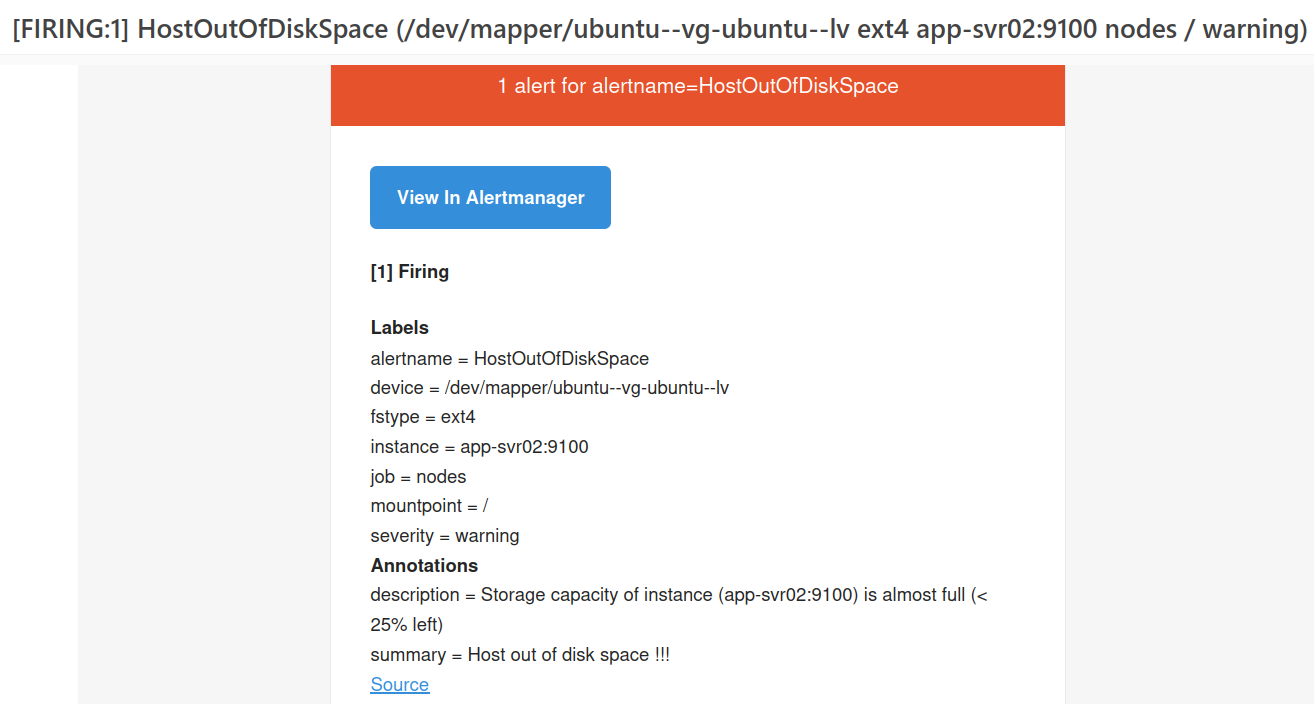 [FIRING:1] HostOutOfDiskSpace (/dev/mapper/ubuntu--vg-ubuntu--lv ext4 app-svr02:9100 nodes / warning)
1 alert for alertname=HostOutOfDiskSpace
View In Alertmanager
[1] Firing
Labels
alertname = HostOutOfDiskSpace
device = /dev/mapper/ubuntu--vg-ubuntu--lv
fstype = ext4
instance = app-svr02:9100
job = nodes
mountpoint = /
severity = warning
Annotations
description = Storage capacity of instance (app-svr02:9100) is almost full (<
25% left)
summary = Host out of disk space !!!
Source